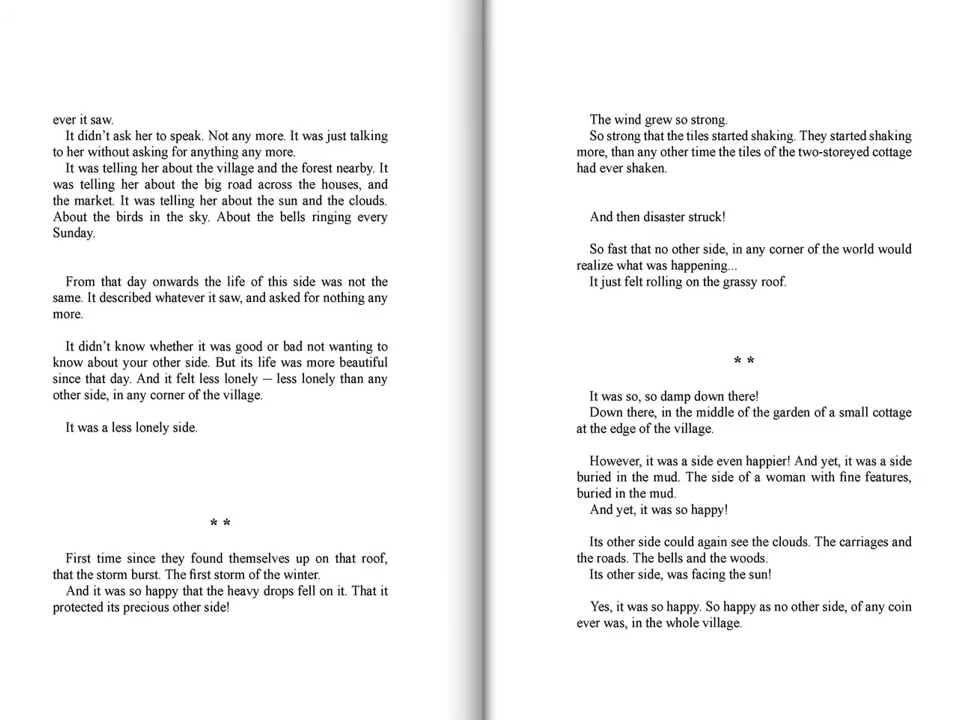 ever it saw.
It didn’t ask her to speak. Not any more. It was just talking
to her without asking for anything any more.
It was telling her about the village and the forest nearby. It
was telling her about the big road across the houses, and
the market. It was telling her about the sun and the clouds.
About the birds in the sky. About the bells ringing every
Sunday.
From that day onwards the life of this side was not the
same. It described whatever it saw, and asked for nothing any
more.
It didn’t know whether it was good or bad not wanting to
know about your other side. But its life was more beautiful
since that day. And it felt less lonely — less lonely than any
other side, in any corner of the village.
It was a less lonely side.
* *
First time since they found themselves up on that roof,
that the storm burst. The first storm of the winter.
And it was so happy that the heavy drops fell on it. That it
protected its precious other side!
The wind grew so strong.
So strong that the tiles started shaking. They started shaking
more, than any other time the tiles of the two-storeyed cottage
had ever shaken.
And then disaster struck!
So fast that no other side, in any corner of the world would
realize what was happening...
It just felt rolling on the grassy roof.
* *
It was so, so damp down there!
Down there, in the middle of the garden of a small cottage
at the edge of the village.
However, it was a side even happier! And yet, it was a side
buried in the mud. The side of a woman with fine features,
buried in the mud.
And yet, it was so happy!
Its other side could again see the clouds. The carriages and
the roads. The bells and the woods.
Its other side, was facing the sun!
Yes, it was so happy. So happy as no other side, of any coin
ever was, in the whole village.